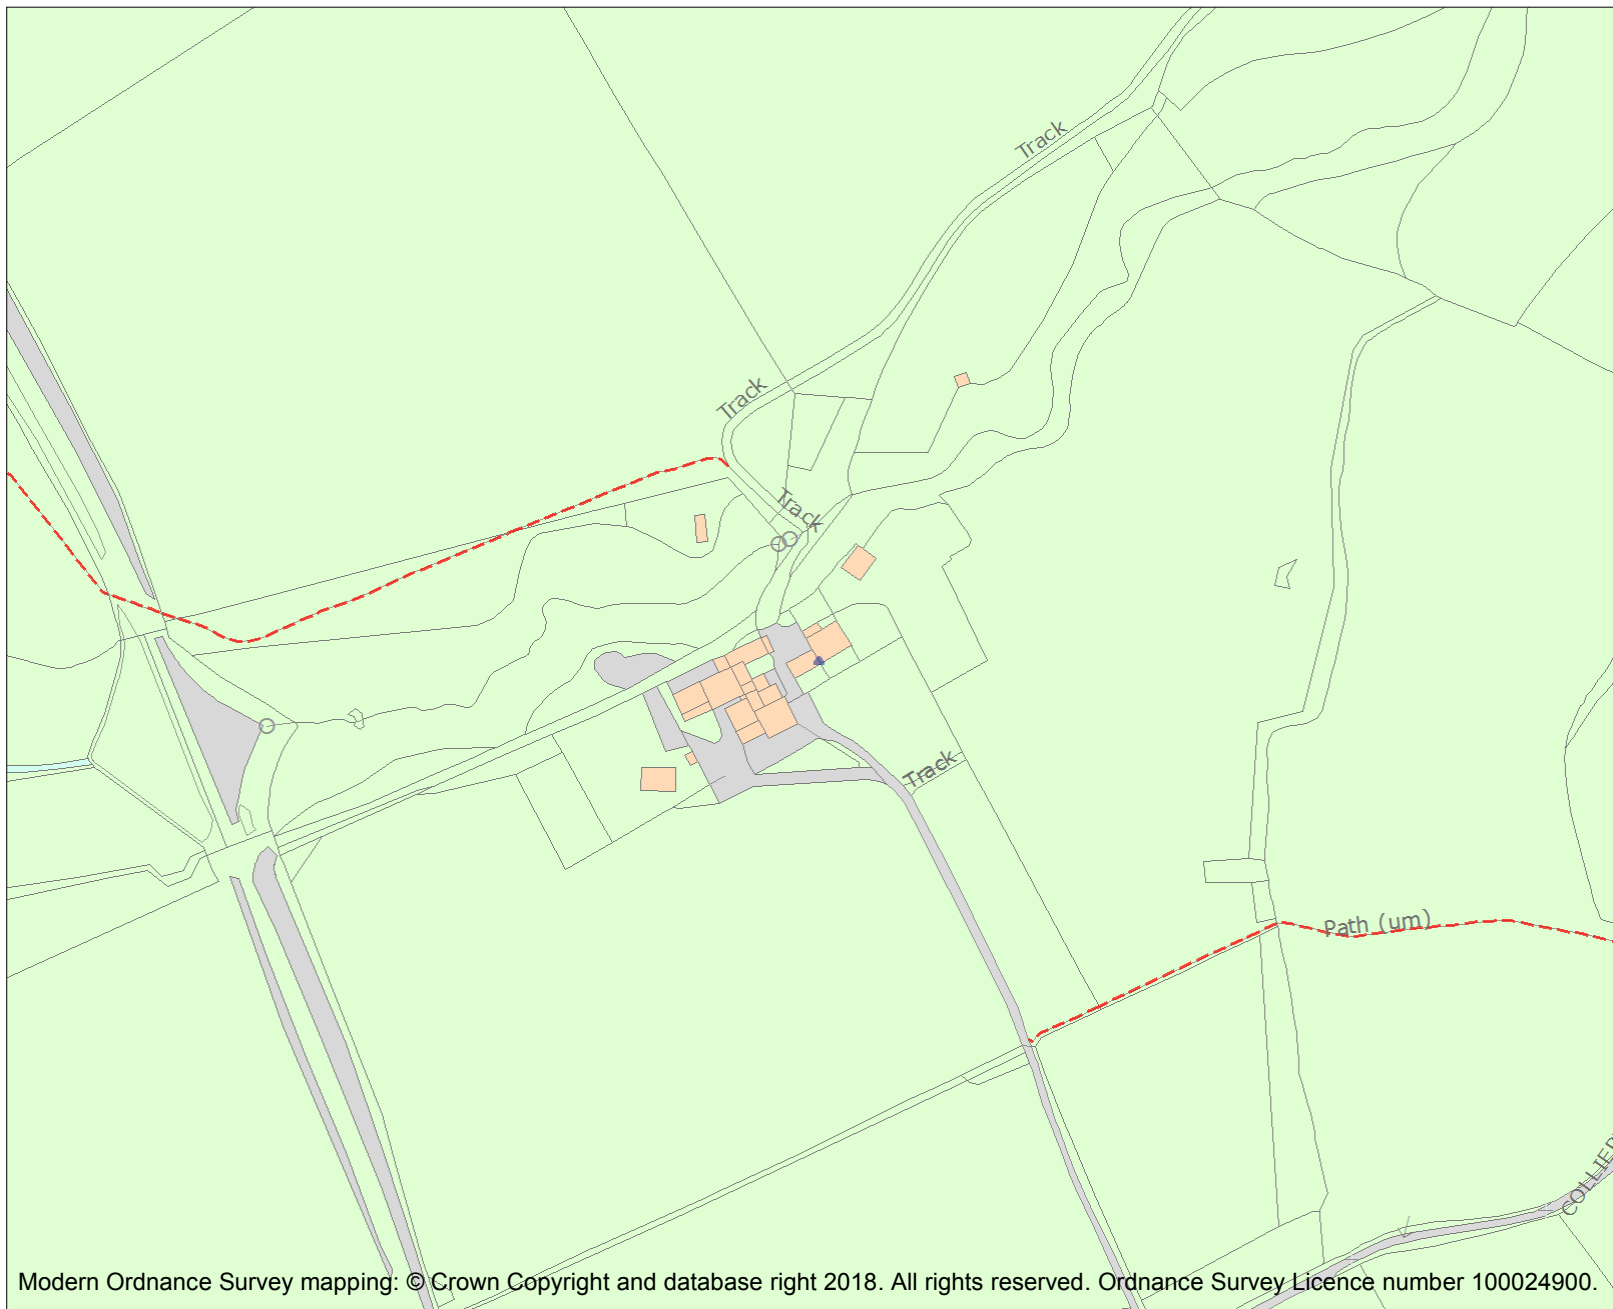 Track
Track
Track
Track
Path (um)
COLLIER
Modern Ordnance Survey mapping: © Crown Copyright and database right 2018. All rights reserved. Ordnance Survey Licence number 100024900.